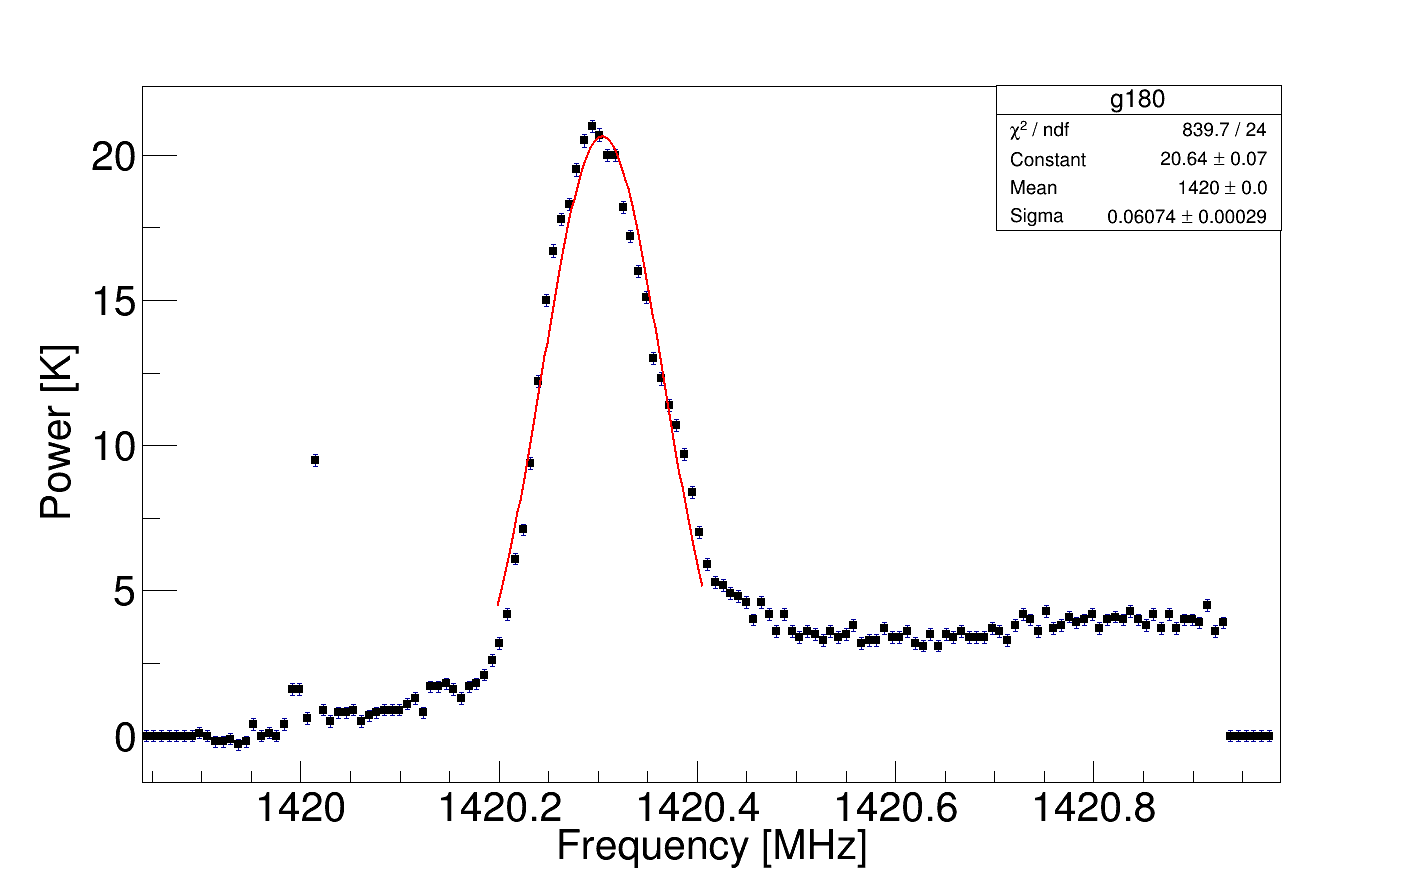 g180
χ² / ndf 839.7 / 24
Constant 20.64 ± 0.07
Mean 1420 ± 0.0
Sigma 0.06074 ± 0.00029
20
15
10
5
0
Power [K]
1420 1420.2 1420.4 1420.6 1420.8
Frequency [MHz]